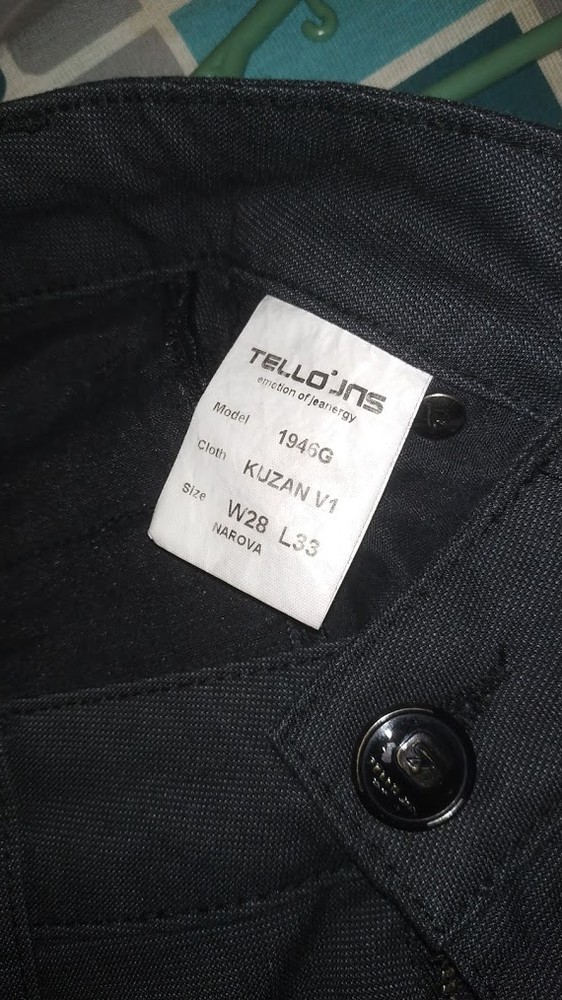 TELLO'JNS
emotion of jeanergy
Model 1946G
Cloth KUZAN V1
Size W28 L33
NAROVA